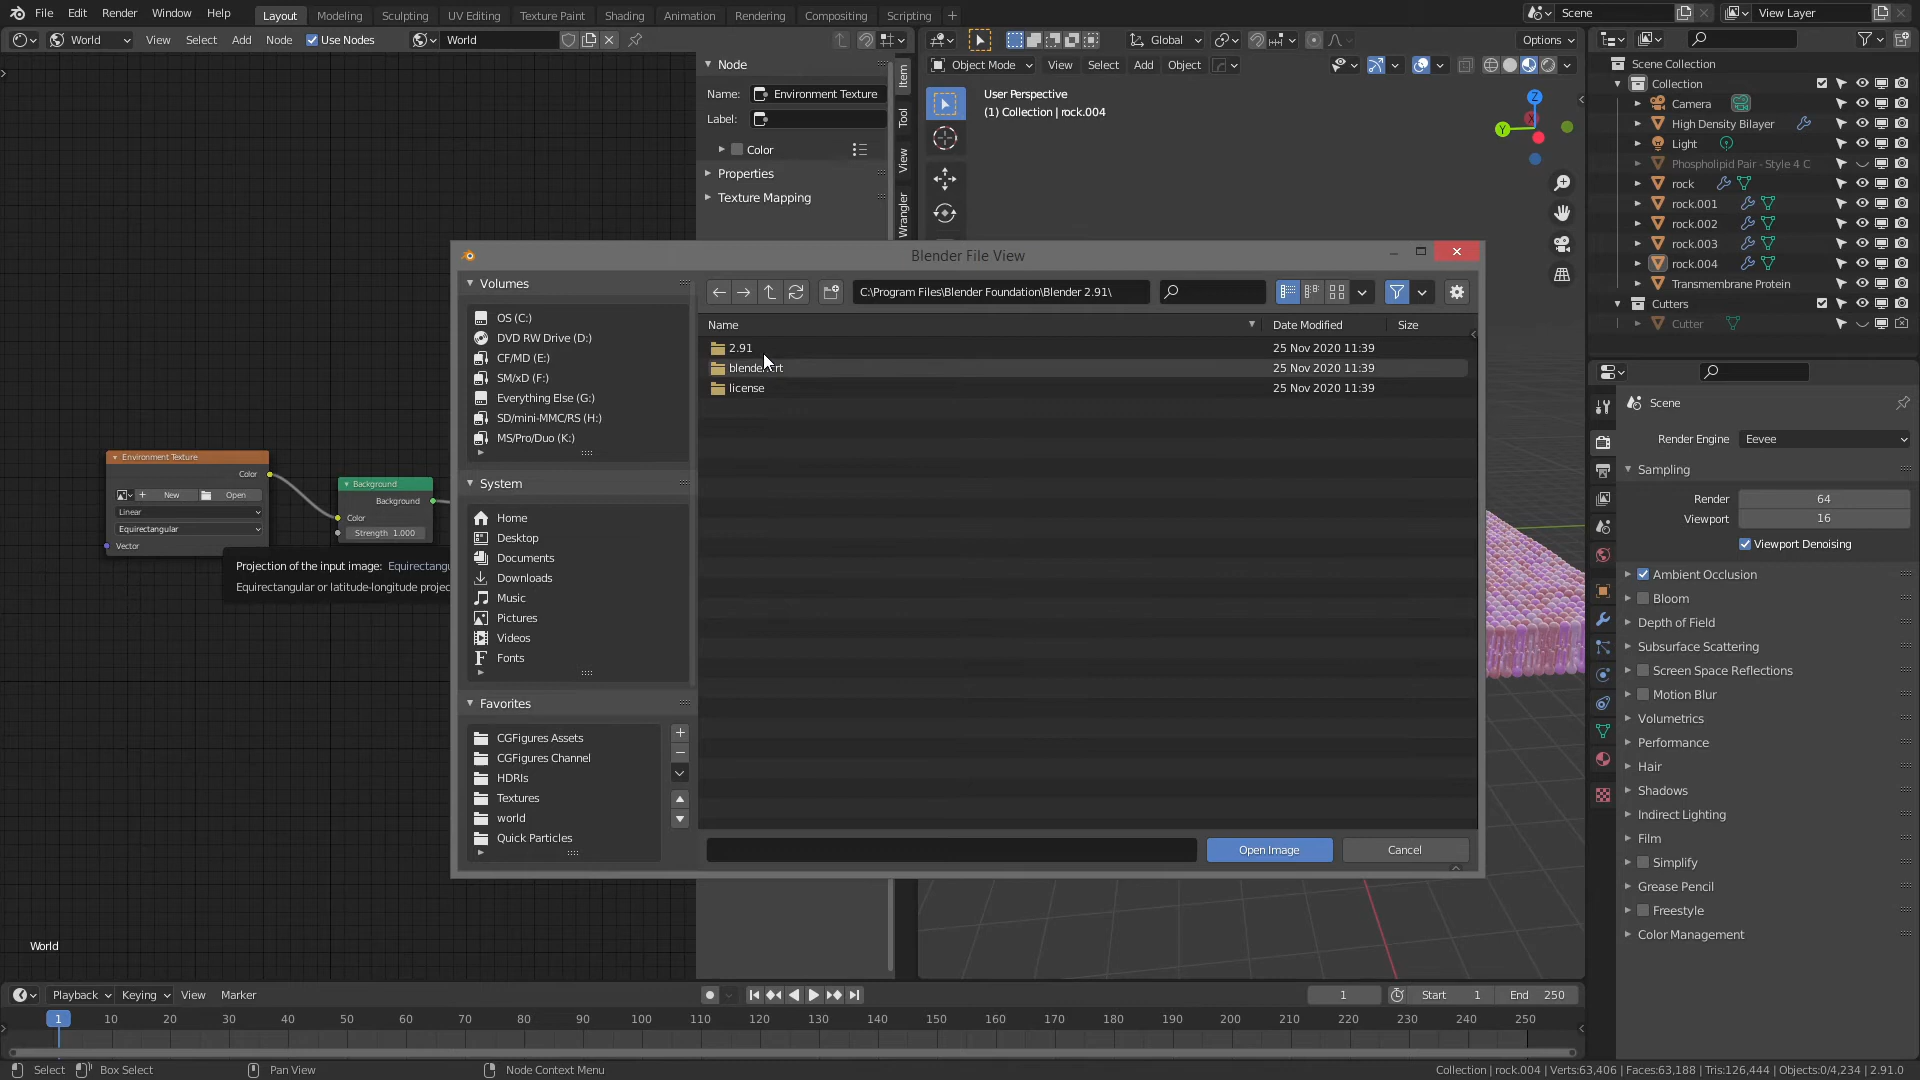 File Edit Render Window Help Layout Modeling Sculpting UV Editing Texture Paint Shading Animation Rendering Compositing Scripting + Scene View Layer
World View Select Add Node Use Nodes World Global Options
Object Mode View Select Add Object
User Perspective
(1) Collection | rock.004
Z
Y
X
Node
Name: Environment Texture
Label:
Color
Properties
Texture Mapping
Item
Tool
View
Wrangler
Environment Texture
Color
New Open
Linear
Equirectangular
Vector
Background
Background
Color
Strength 1.000
Projection of the input image: Equirectangu
Equirectangular or latitude-longitude projec
World
Blender File View
Volumes
OS (C:)
DVD RW Drive (D:)
CF/MD (E:)
SM/xD (F:)
Everything Else (G:)
SD/mini-MMC/RS (H:)
MS/Pro/Duo (K:)
System
Home
Desktop
Documents
Downloads
Music
Pictures
Videos
Fonts
Favorites
CGFigures Assets
CGFigures Channel
HDRIs
Textures
world
Quick Particles
C:\Program Files\Blender Foundation\Blender 2.91\
Name Date Modified Size
2.91 25 Nov 2020 11:39
25 Nov 2020 11:39
license 25 Nov 2020 11:39
Open Image Cancel
Scene Collection
Collection
Camera
High Density Bilayer
Light
Phospholipid Pair - Style 4 C
rock
rock.001
rock.002
rock.003
rock.004
Transmembrane Protein
Cutters
Cutter
Scene
Render Engine Eevee
Sampling
Render 64
Viewport 16
Viewport Denoising
Ambient Occlusion
Bloom
Depth of Field
Subsurface Scattering
Screen Space Reflections
Motion Blur
Volumetrics
Performance
Hair
Shadows
Indirect Lighting
Film
Simplify
Grease Pencil
Freestyle
Color Management
Playback Keying View Marker 1 Start 1 End 250
1 10 20 30 40 50 60 70 80 90 100 110 120 130 140 150 160 170 180 190 200 210 220 230 240 250
Select Box Select Pan View Node Context Menu Collection | rock.004 | Verts:63,406 | Faces:63,188 | Tris:126,444 | Objects:0/4,234 | 2.91.0